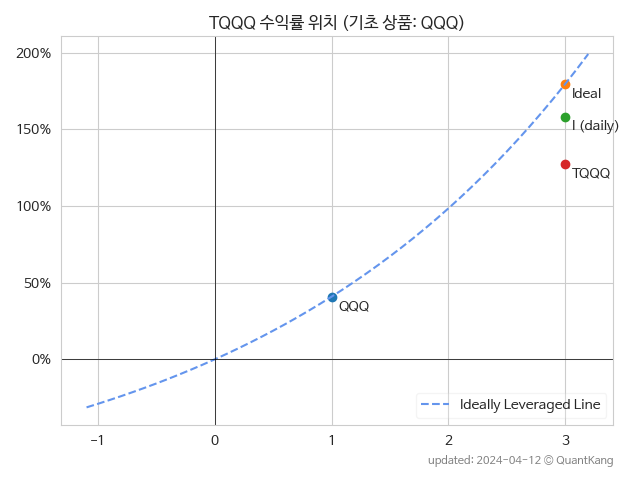 TQQQ 수익률 위치 (기초 상품: QQQ)
200%
150%
100%
50%
0%
Ideal
I (daily)
TQQQ
QQQ
Ideally Leveraged Line
−1
0
1
2
3
updated: 2024-04-12 © QuantKang